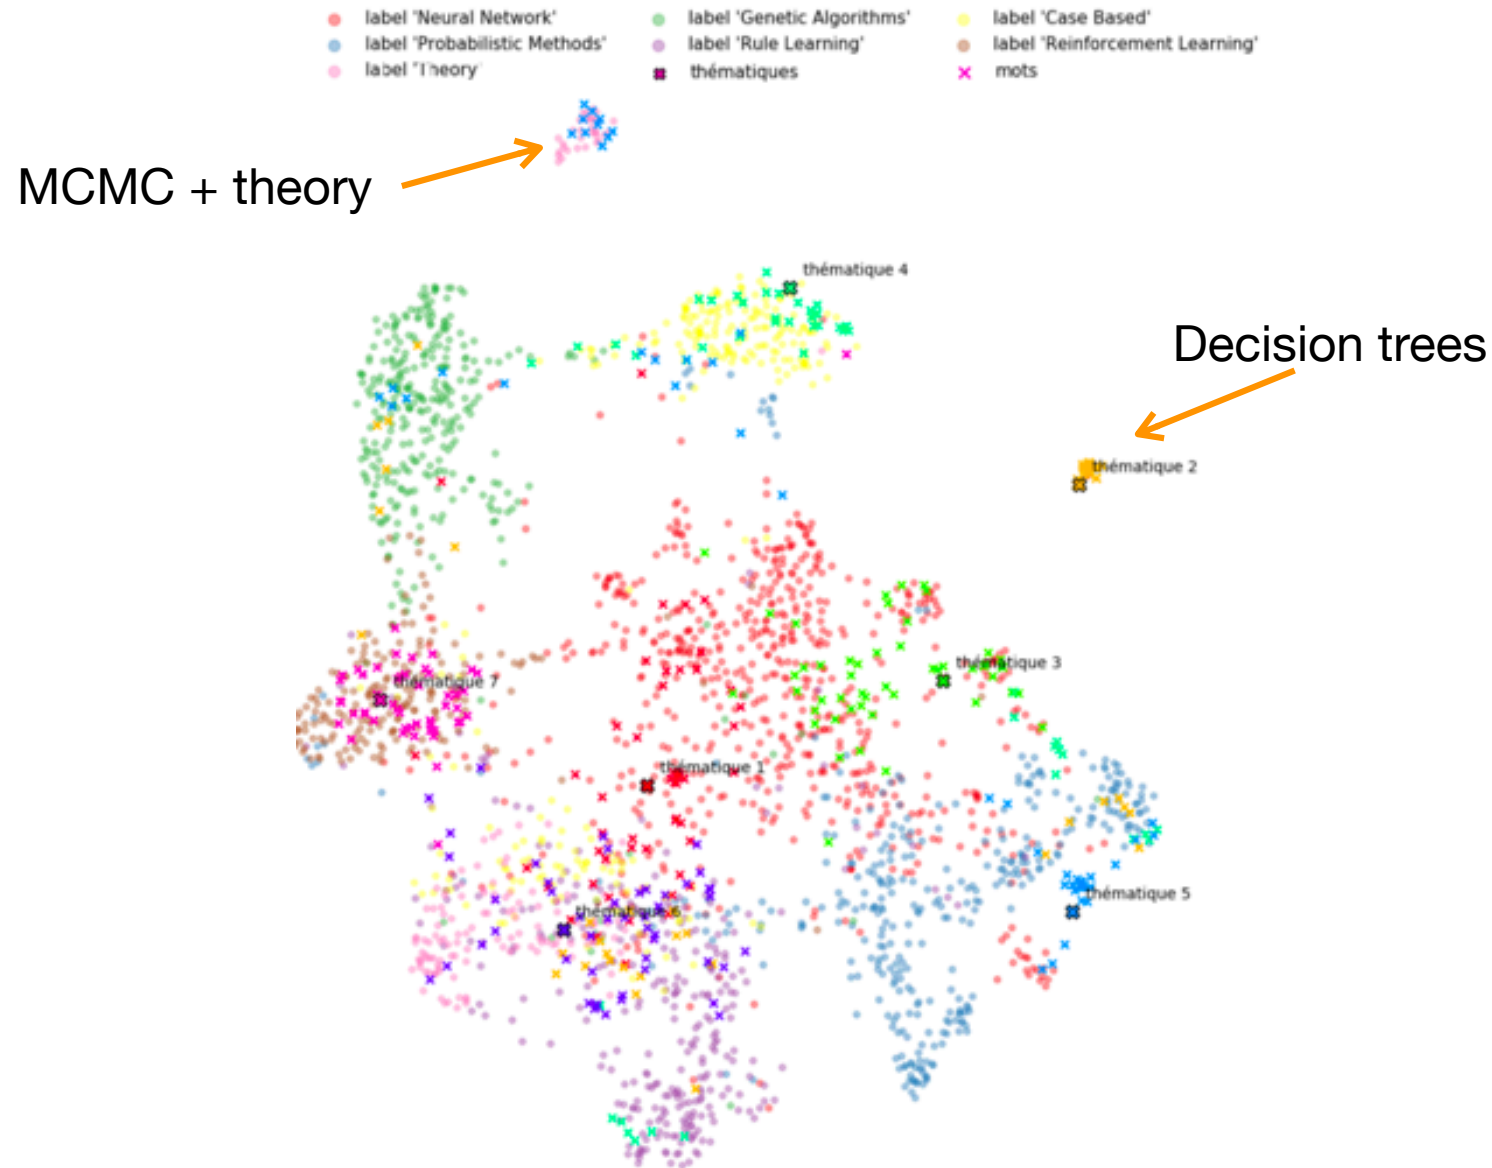 label 'Neural Network' label 'Genetic Algorithms' label 'Case Based'
label 'Probabilistic Methods' label 'Rule Learning' label 'Reinforcement Learning'
label 'Theory' thématiques mots
MCMC + theory
thématique 4
Decision trees
thématique 2
thématique 3
thématique 7
thématique 1
thématique 5
thématique 6